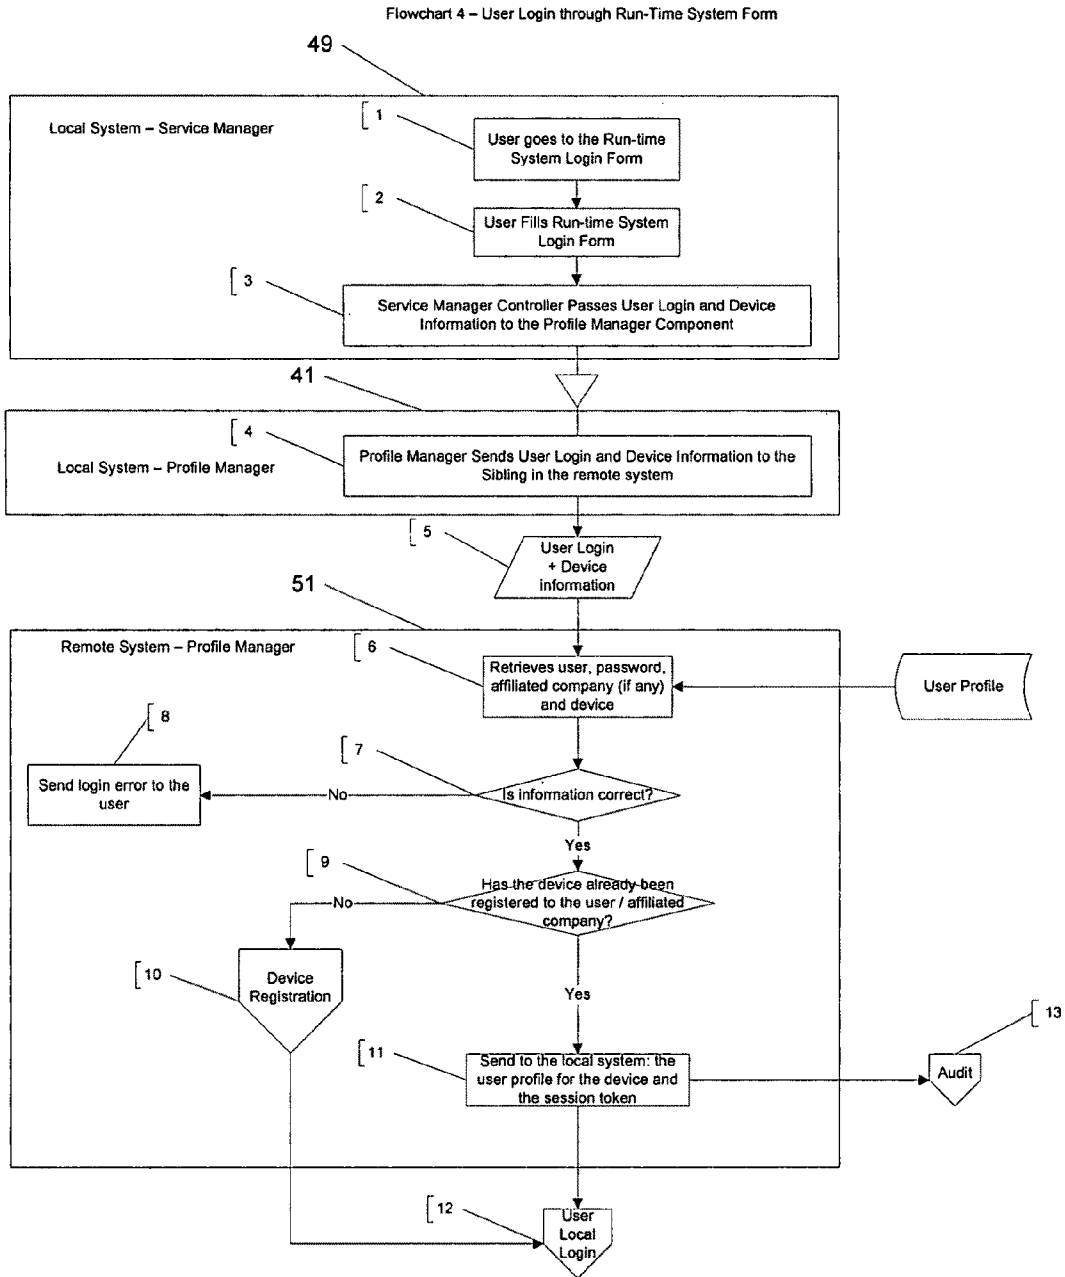 Flowchart 4 – User Login through Run-Time System Form
49
Local System – Service Manager
1
User goes to the Run-time
System Login Form
2
User Fills Run-time System
Login Form
3
Service Manager Controller Passes User Login and Device
Information to the Profile Manager Component
41
4
Local System – Profile Manager
Profile Manager Sends User Login and Device Information to the
Sibling in the remote system
5
User Login
+ Device
information
51
Remote System – Profile Manager
6
Retrieves user, password,
affiliated company (if any)
and device
User Profile
8
Send login error to the
user
7
No
Is information correct?
Yes
9
Has the device already been
registered to the user / affiliated
company?
No
10
Device
Registration
Yes
11
Send to the local system: the
user profile for the device and
the session token
13
Audit
12
User
Local
Login